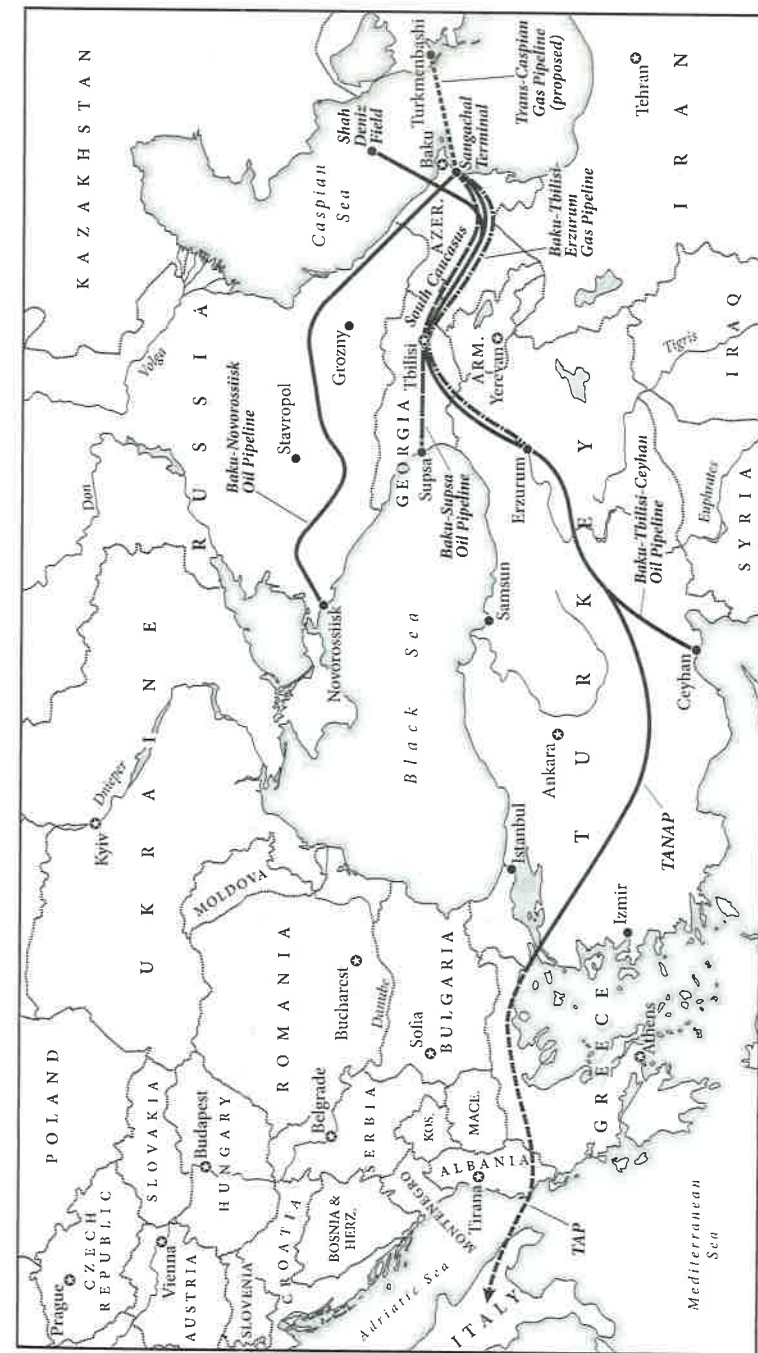 POLAND
Prague
CZECH
REPUBLIC
SLOVAKIA
Vienna
AUSTRIA
Budapest
HUNGARY
SLOVENIA
CROATIA
BOSNIA &
HERZ.
Belgrade
SERBIA
MONTENEGRO
KOS.
MACE.
ALBANIA
Tirana
Adriatic Sea
ITALY
TAP
Mediterranean
Sea
GREECE
Athens
ROMANIA
Bucharest
Danube
Sofia
BULGARIA
MOLDOVA
UKRAINE
Kyiv
Dnieper
Black Sea
Istanbul
Izmir
Ankara
TANAP
TURKEY
Samsun
Ceyhan
Erzurum
Baku-Tbilisi-Ceyhan
Oil Pipeline
Novorossiisk
Baku-Novorossiisk
Oil Pipeline
Stavropol
Grozny
RUSSIA
Don
Volga
KAZAKHSTAN
Caspian
Sea
GEORGIA
Supsa
Tbilisi
Baku-Supsa
Oil Pipeline
South Caucasus
ARM.
Yerevan
AZER.
Baku
Shah
Deniz
Field
Turkmenbashi
Sangachal
Terminal
Trans-Caspian
Gas Pipeline
(proposed)
Baku-Tbilisi-
Erzurum
Gas Pipeline
Tehran
IRAN
IRAQ
Tigris
Euphrates
SYRIA